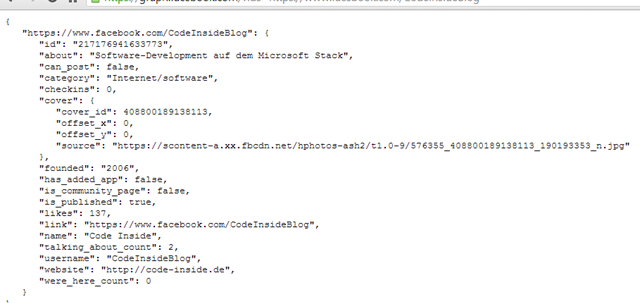 {
"https://www.facebook.com/CodeInsideBlog": {
"id": "217176941633773",
"about": "Software-Development auf dem Microsoft Stack",
"can_post": false,
"category": "Internet/software",
"checkins": 0,
"cover": {
"cover_id": 408800189138113,
"offset_x": 0,
"offset_y": 0,
"source": "https://scontent-a.xx.fbcdn.net/hphotos-ash2/t1.0-9/576355_408800189138113_190193353_n.jpg"
},
"founded": "2006",
"has_added_app": false,
"is_community_page": false,
"is_published": true,
"likes": 137,
"link": "https://www.facebook.com/CodeInsideBlog",
"name": "Code Inside",
"talking_about_count": 2,
"username": "CodeInsideBlog",
"website": "http://code-inside.de",
"were_here_count": 0
}